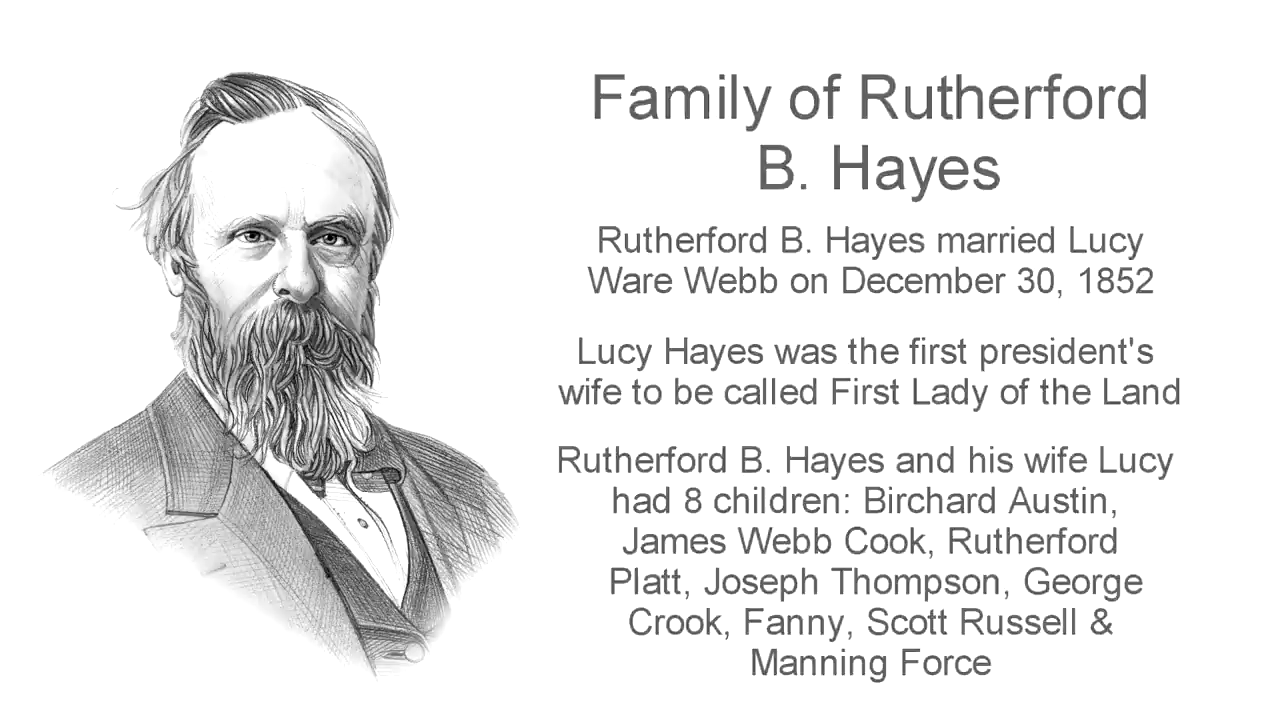 Family of Rutherford
B. Hayes
Rutherford B. Hayes married Lucy
Ware Webb on December 30, 1852
Lucy Hayes was the first president's
wife to be called First Lady of the Land
Rutherford B. Hayes and his wife Lucy
had 8 children: Birchard Austin,
James Webb Cook, Rutherford
Platt, Joseph Thompson, George
Crook, Fanny, Scott Russell &
Manning Force